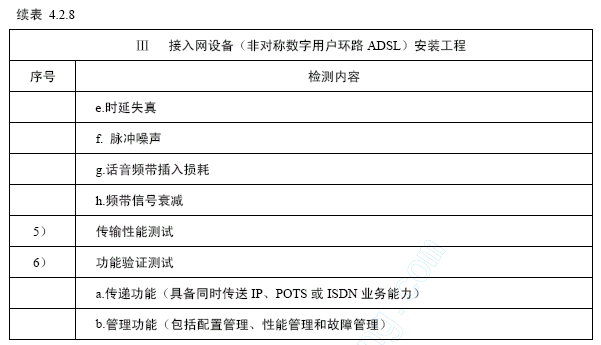 续表 4.2.8
Ⅲ 接入网设备（非对称数字用户环路 ADSL）安装工程
序号 检测内容
e.时延失真
f. 脉冲噪声
g.话音频带插入损耗
h.频带信号衰减
5） 传输性能测试
6） 功能验证测试
a.传递功能（具备同时传送 IP、POTS 或 ISDN 业务能力）
b.管理功能（包括配置管理、性能管理和故障管理）